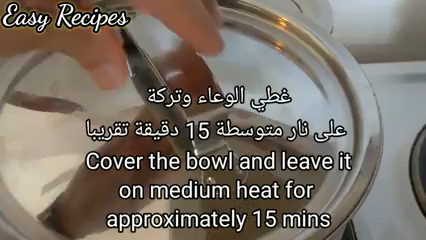 Easy Recipes
غطي الوعاء وتركة
على نار متوسطة 15 دقيقة تقريبا
Cover the bowl and leave it
on medium heat for
approximately 15 mins